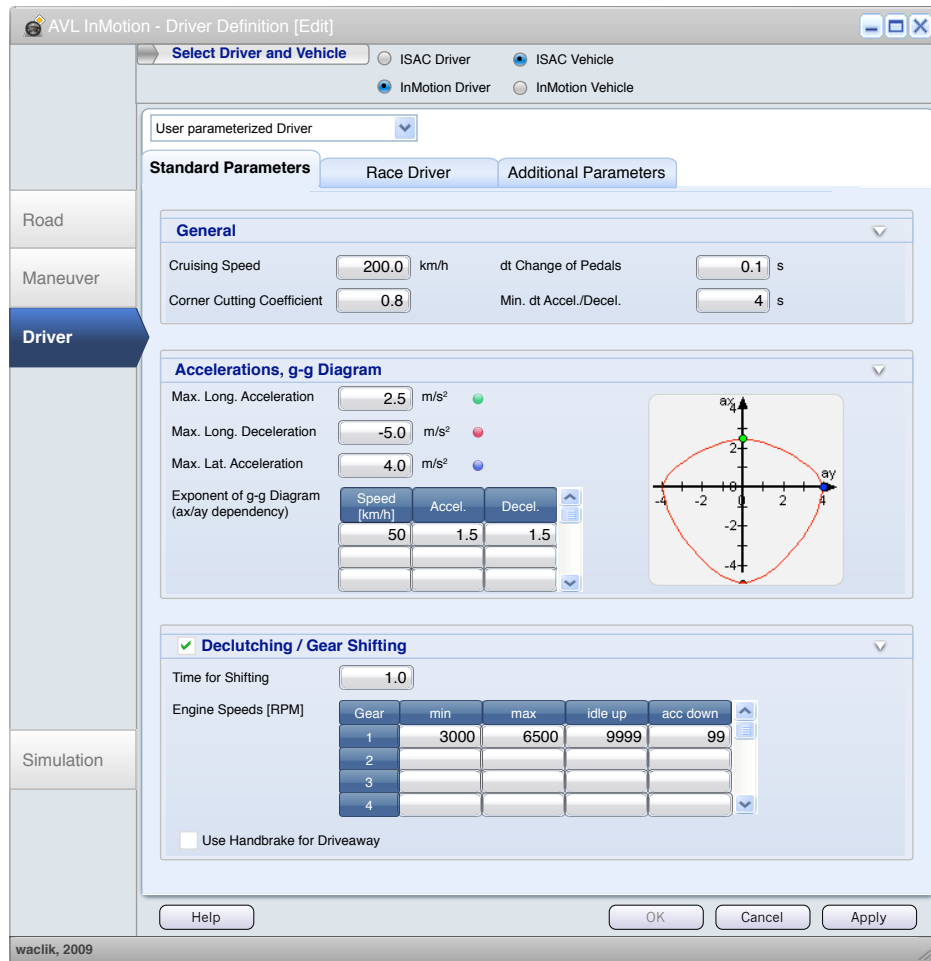 AVL InMotion - Driver Definition [Edit]
Select Driver and Vehicle
ISAC Driver
ISAC Vehicle
InMotion Driver
InMotion Vehicle
User parameterized Driver
Standard Parameters
Race Driver
Additional Parameters
Road
Maneuver
Driver
Simulation
General
Cruising Speed 200.0 km/h dt Change of Pedals 0.1 s
Corner Cutting Coefficient 0.8 Min. dt Accel./Decel. 4 s
Accelerations, g-g Diagram
Max. Long. Acceleration 2.5 m/s²
Max. Long. Deceleration -5.0 m/s²
Max. Lat. Acceleration 4.0 m/s²
Exponent of g-g Diagram
(ax/ay dependency)
Speed
[km/h]
Accel. Decel.
50 1.5 1.5
ax
4
2
ay
-4 -2 0 2 4
-2
-4
Declutching / Gear Shifting
Time for Shifting 1.0
Engine Speeds [RPM]
Gear min max idle up acc down
1 3000 6500 9999 99
2
3
4
Use Handbrake for Driveaway
Help OK Cancel Apply
waclik, 2009